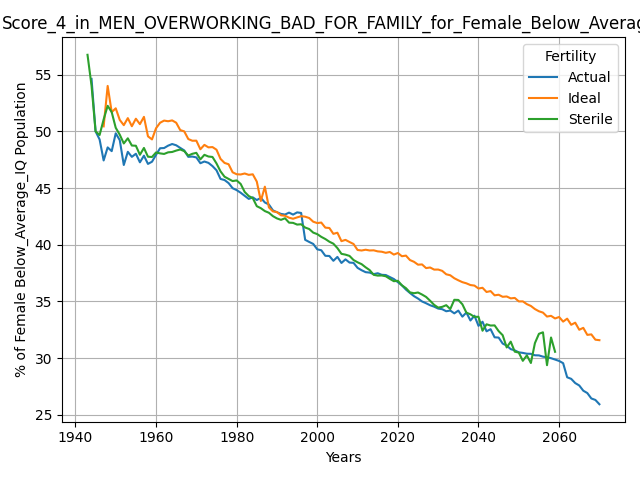 Score_4_in_MEN_OVERWORKING_BAD_FOR_FAMILY_for_Female_Below_Averag
Fertility
Actual
Ideal
Sterile
% of Female Below_Average_IQ Population
55
50
45
40
35
30
25
1940 1960 1980 2000 2020 2040 2060
Years